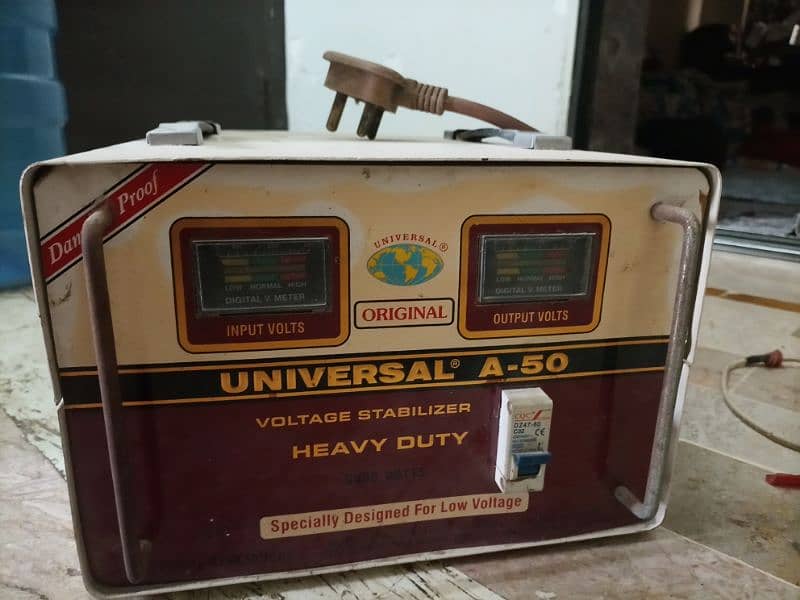 Proof
UNIVERSAL®
LOW NORMAL HIGH
DIGITAL V METER
INPUT VOLTS
ORIGINAL
LOW NORMAL HIGH
DIGITAL V METER
OUTPUT VOLTS
UNIVERSAL® A-50
VOLTAGE STABILIZER
HEAVY DUTY
DZ47-60
C32 CE
Specially Designed For Low Voltage